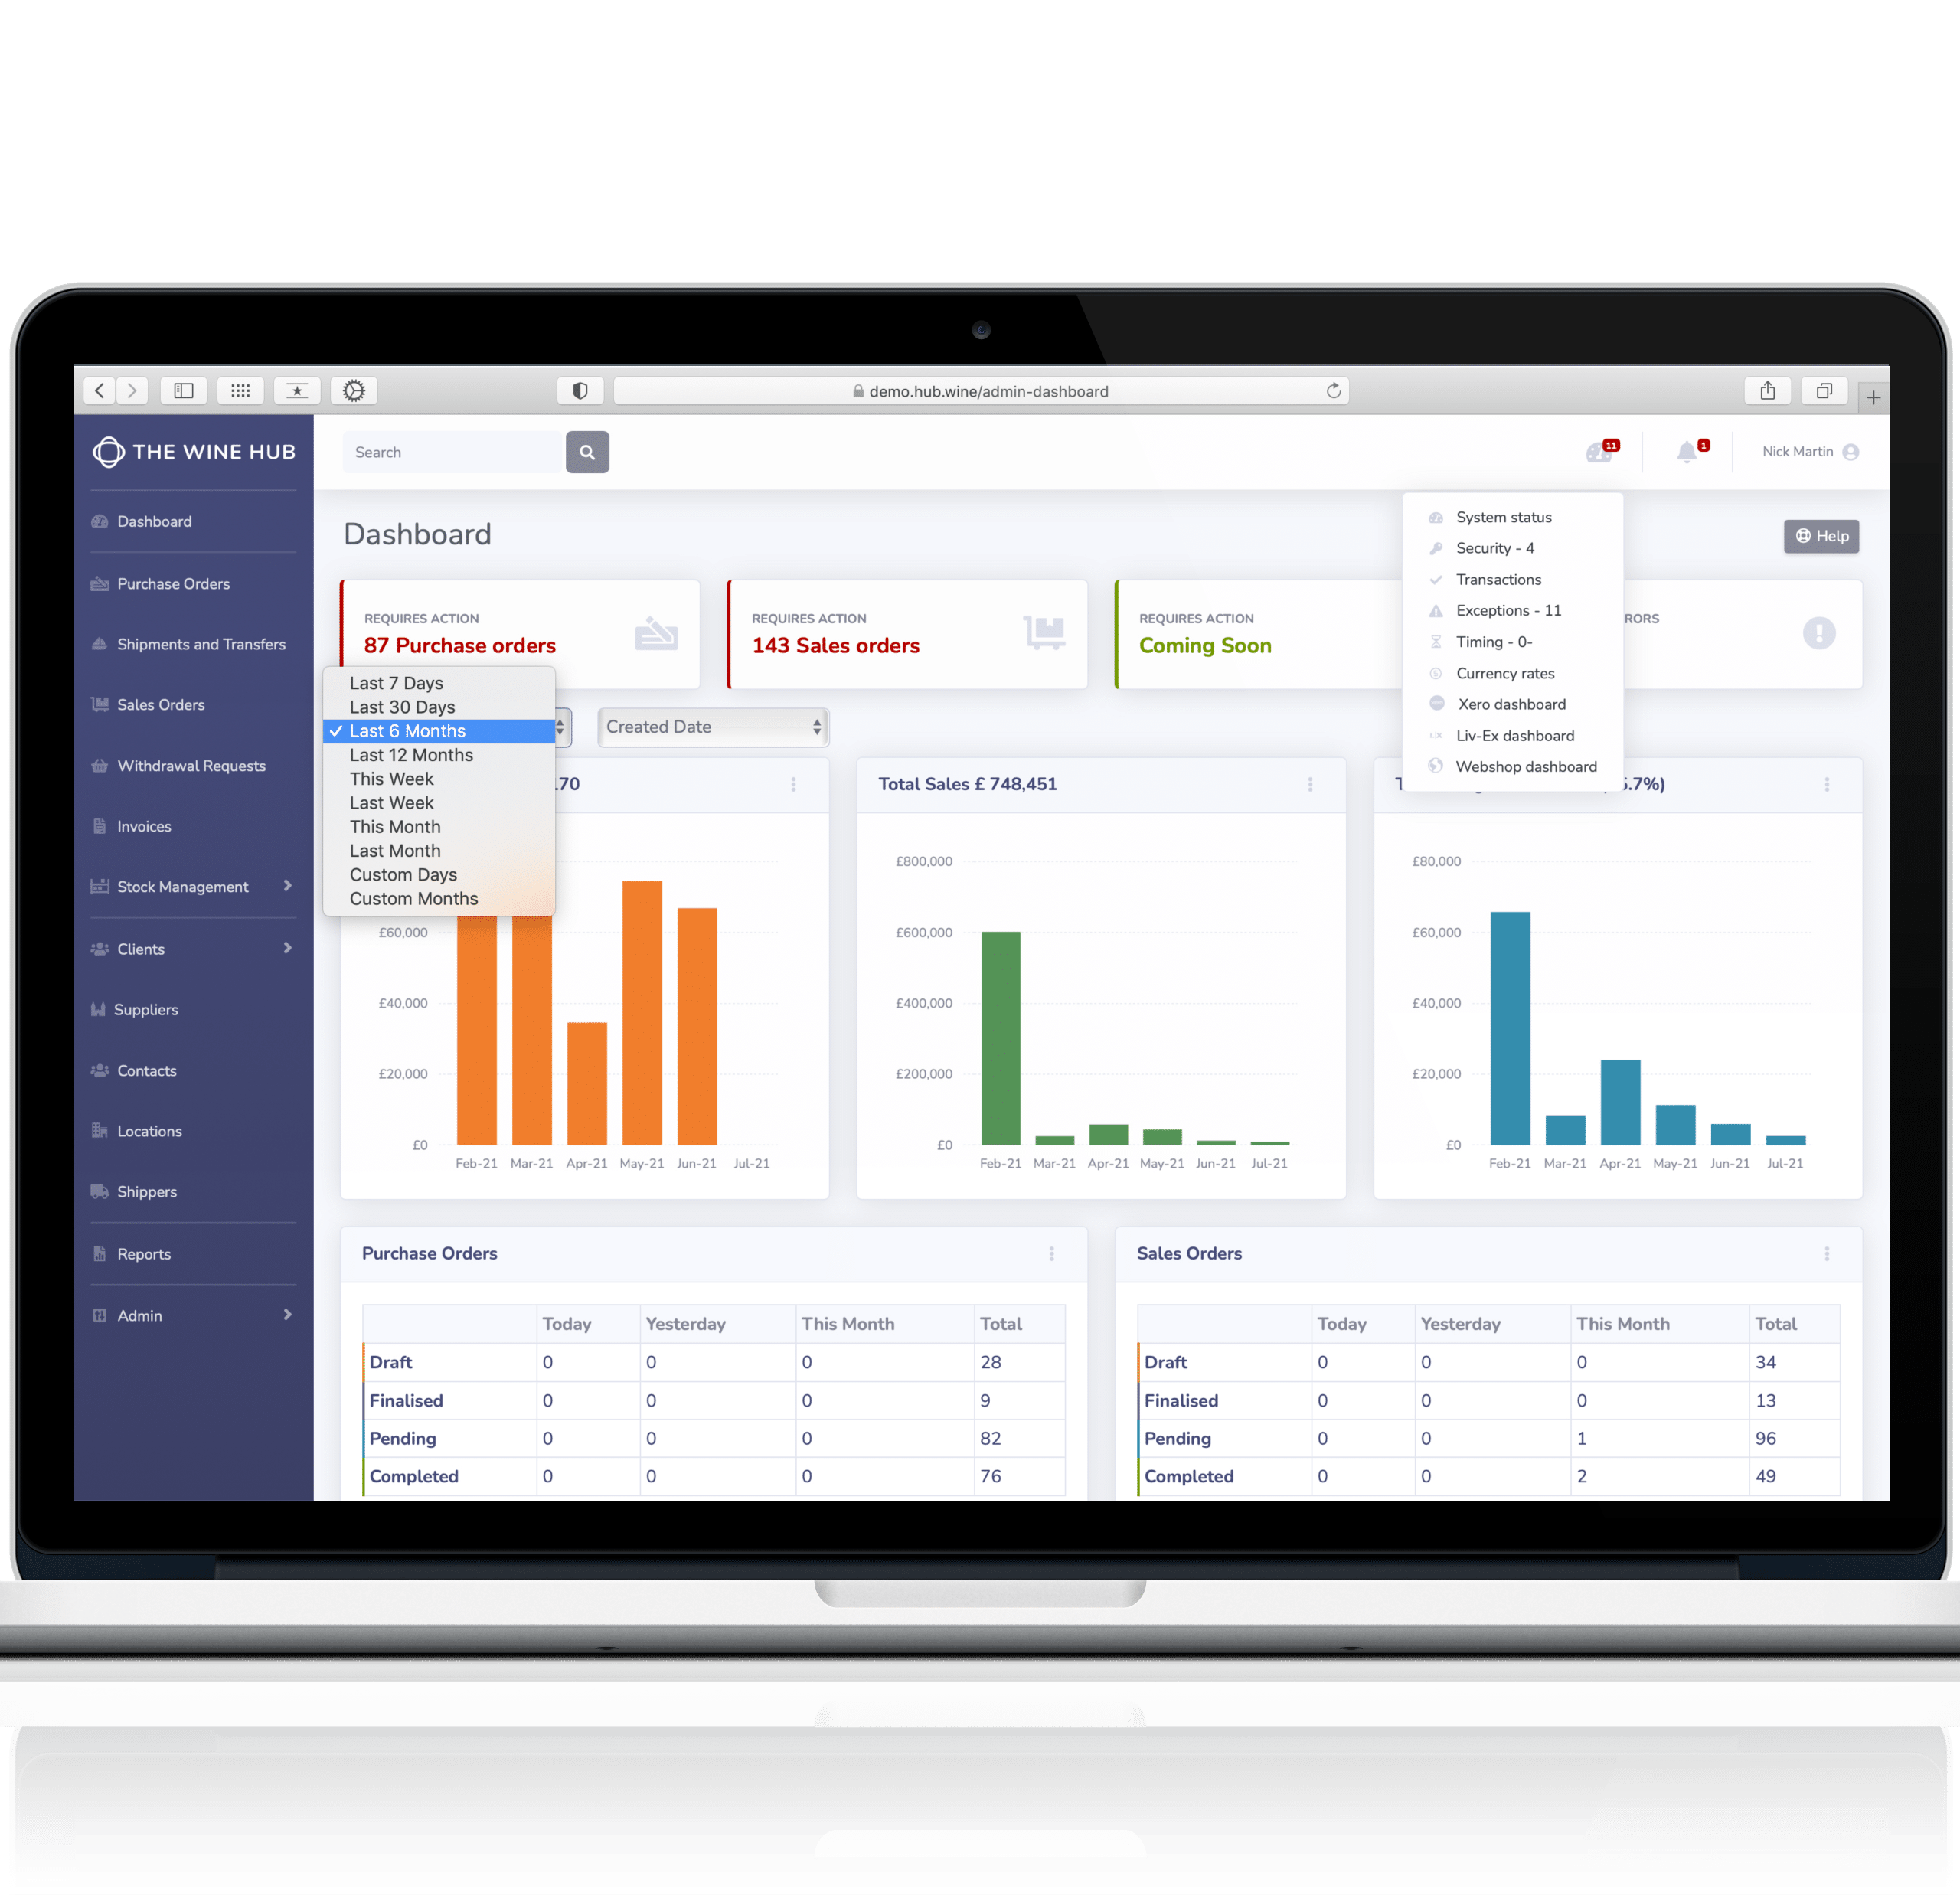 demo.hub.wine/admin-dashboard
THE WINE HUB
Search
11
1
Nick Martin
Dashboard
Purchase Orders
Shipments and Transfers
Sales Orders
Withdrawal Requests
Invoices
Stock Management
Clients
Suppliers
Contacts
Locations
Shippers
Reports
Admin
Dashboard
Help
System status
Security - 4
Transactions
Exceptions - 11
Timing - 0-
Currency rates
Xero dashboard
Liv-Ex dashboard
Webshop dashboard
REQUIRES ACTION
87 Purchase orders
REQUIRES ACTION
143 Sales orders
REQUIRES ACTION
Coming Soon
RORS
Last 7 Days
Last 30 Days
✓ Last 6 Months
Last 12 Months
This Week
Last Week
This Month
Last Month
Custom Days
Custom Months
Created Date
.70
£60,000
£40,000
£20,000
£0
Feb-21 Mar-21 Apr-21 May-21 Jun-21 Jul-21
Total Sales £ 748,451
£800,000
£600,000
£400,000
£200,000
£0
Feb-21 Mar-21 Apr-21 May-21 Jun-21 Jul-21
5.7%)
£80,000
£60,000
£40,000
£20,000
£0
Feb-21 Mar-21 Apr-21 May-21 Jun-21 Jul-21
Purchase Orders
Today Yesterday This Month Total
Draft 0 0 0 28
Finalised 0 0 0 9
Pending 0 0 0 82
Completed 0 0 0 76
Sales Orders
Today Yesterday This Month Total
Draft 0 0 0 34
Finalised 0 0 0 13
Pending 0 0 1 96
Completed 0 0 2 49